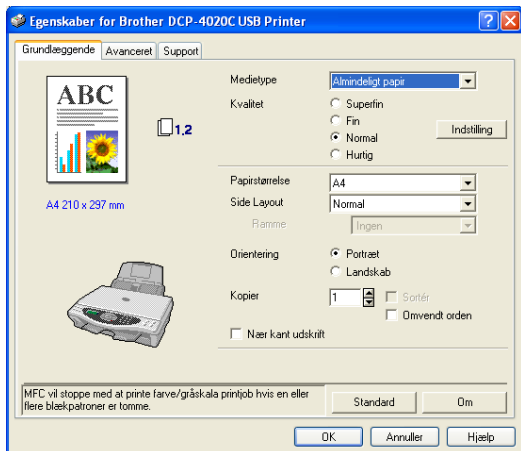 Egenskaber for Brother DCP-4020C USB Printer
Grundlæggende Avanceret Support
ABC
1,2
A4 210 x 297 mm
Medietype Almindeligt papir
Kvalitet Superfin
Fin
Normal Indstilling
Hurtig
Papirstørrelse A4
Side Layout Normal
Ramme Ingen
Orientering Portræt
Landskab
Kopier 1 Sortér
Omvendt orden
Nær kant udskrift
MFC vil stoppe med at printe farve/gråskala printjob hvis en eller
flere blækpatroner er tomme.
Standard Om
OK Annuller Hjælp